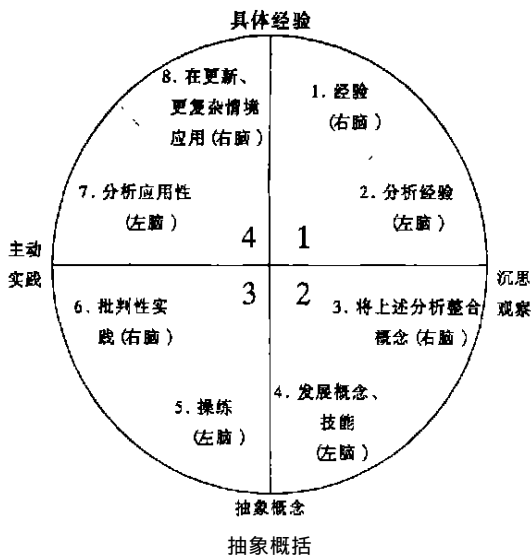 具体经验
8. 在更新、
更复杂情境
应用(右脑)
1. 经验
(右脑)
7. 分析应用性
(左脑)
2. 分析经验
(左脑)
4 1
主动
实践
沉思
观察
3 2
6. 批判性实
践(右脑)
3. 将上述分析整合
概念(右脑)
5. 操练
(左脑)
4. 发展概念、
技能
(左脑)
抽象概念
抽象概括